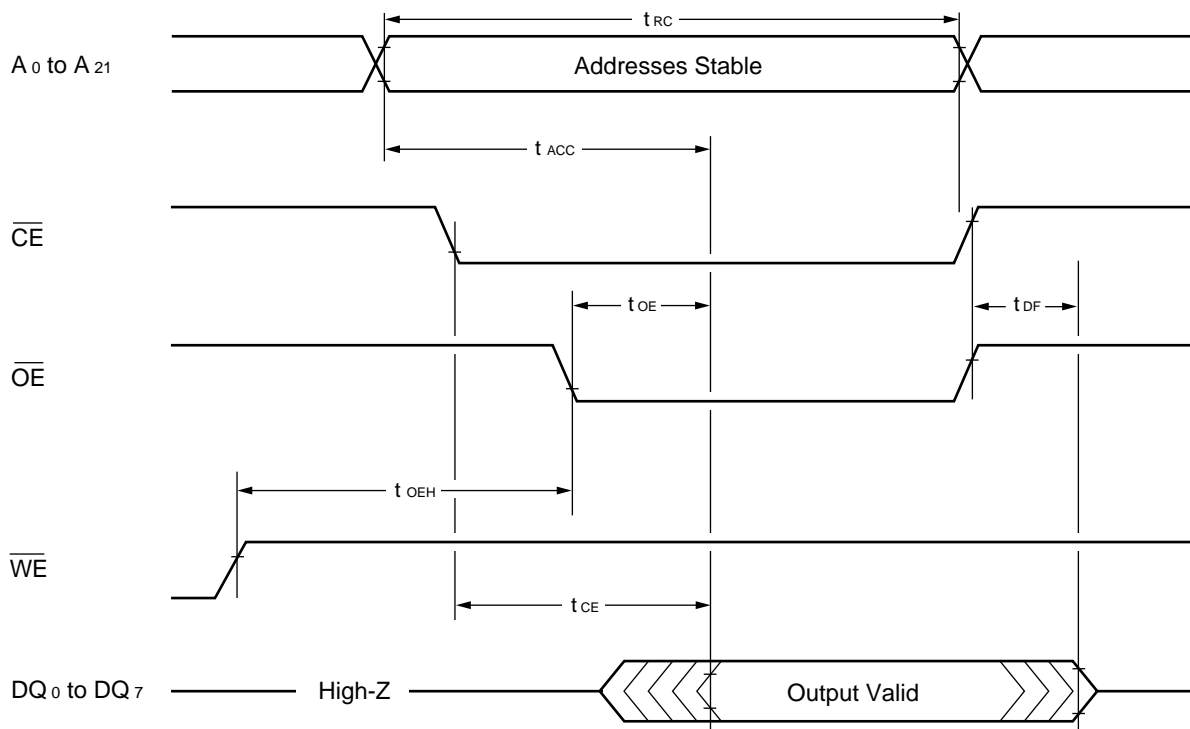 t RC
A 0 to A 21
Addresses Stable
t ACC
CE
t OE
t DF
OE
t OEH
WE
t CE
DQ 0 to DQ 7
High-Z
Output Valid